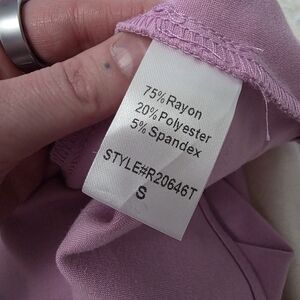 75% Rayon
20% Polyester
5% Spandex
STYLE#R20646T
S